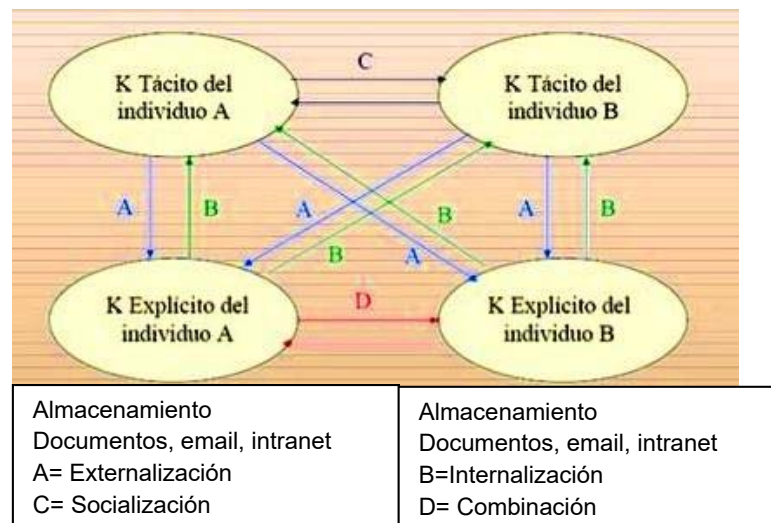 C
K Tácito del
individuo A
K Tácito del
individuo B
A
B
A
B
B
A
A
B
K Explícito del
individuo A
D
K Explicito del
individuo B
Almacenamiento
Documentos, email, intranet
A= Externalización
C= Socialización
Almacenamiento
Documentos, email, intranet
B=Internalización
D= Combinación